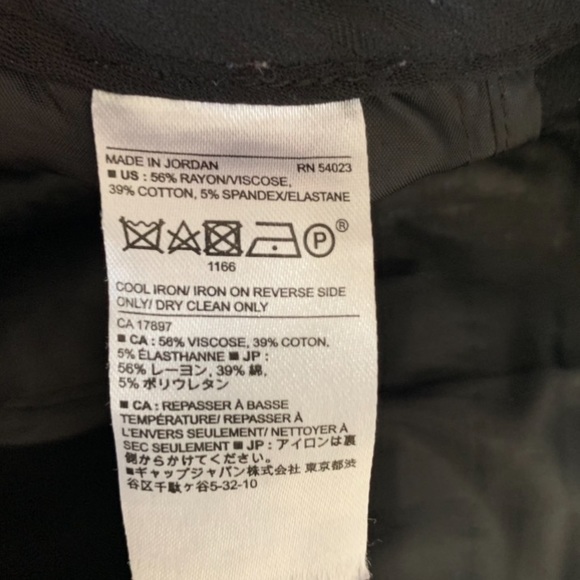 MADE IN JORDAN RN 54023
■ US : 56% RAYON/VISCOSE,
39% COTTON, 5% SPANDEX/ELASTANE
P ®
1166
COOL IRON/ IRON ON REVERSE SIDE
ONLY/ DRY CLEAN ONLY
CA 17897
■ CA : 56% VISCOSE, 39% COTON,
5% ÉLASTHANNE ■ JP :
56% レーヨン, 39% 綿,
5% ポリウレタン
■ CA : REPASSER À BASSE
TEMPÉRATURE/ REPASSER À
L'ENVERS SEULEMENT/ NETTOYER À
SEC SEULEMENT ■ JP : アイロンは裏
側からかけてください。
■ギャップジャパン株式会社 東京都渋
谷区千駄ヶ谷5-32-10